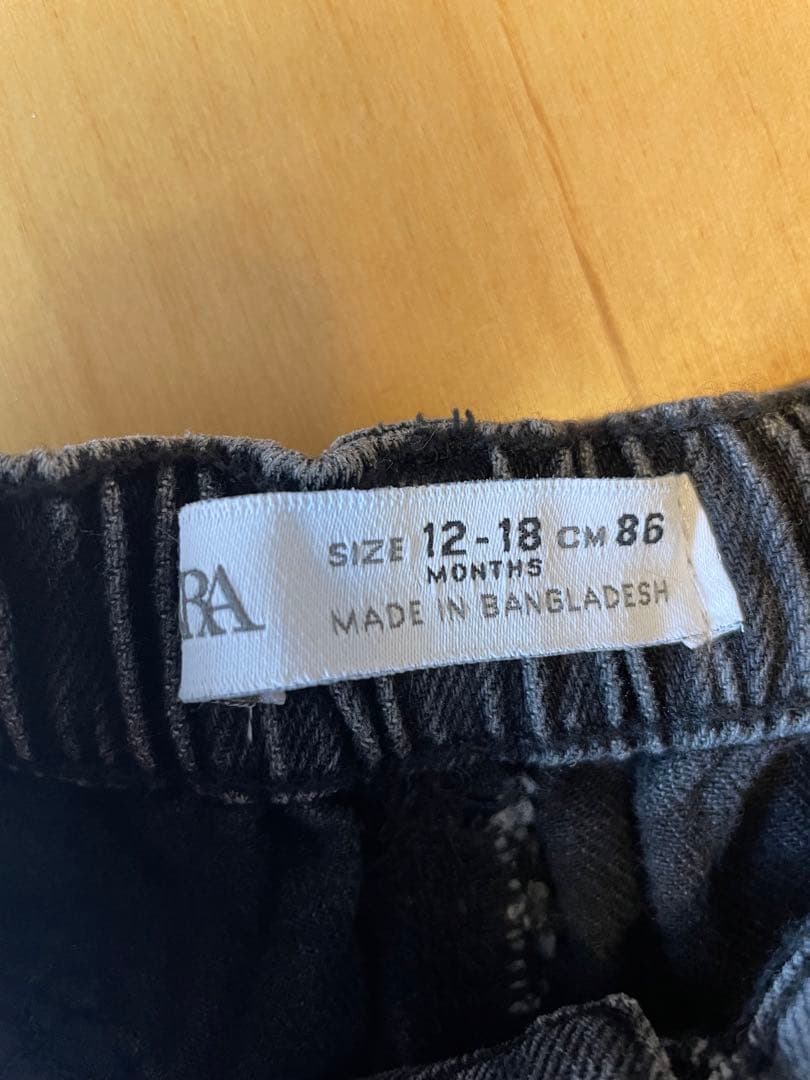 RA
SIZE 12-18 CM 86
MONTHS
MADE IN BANGLADESH